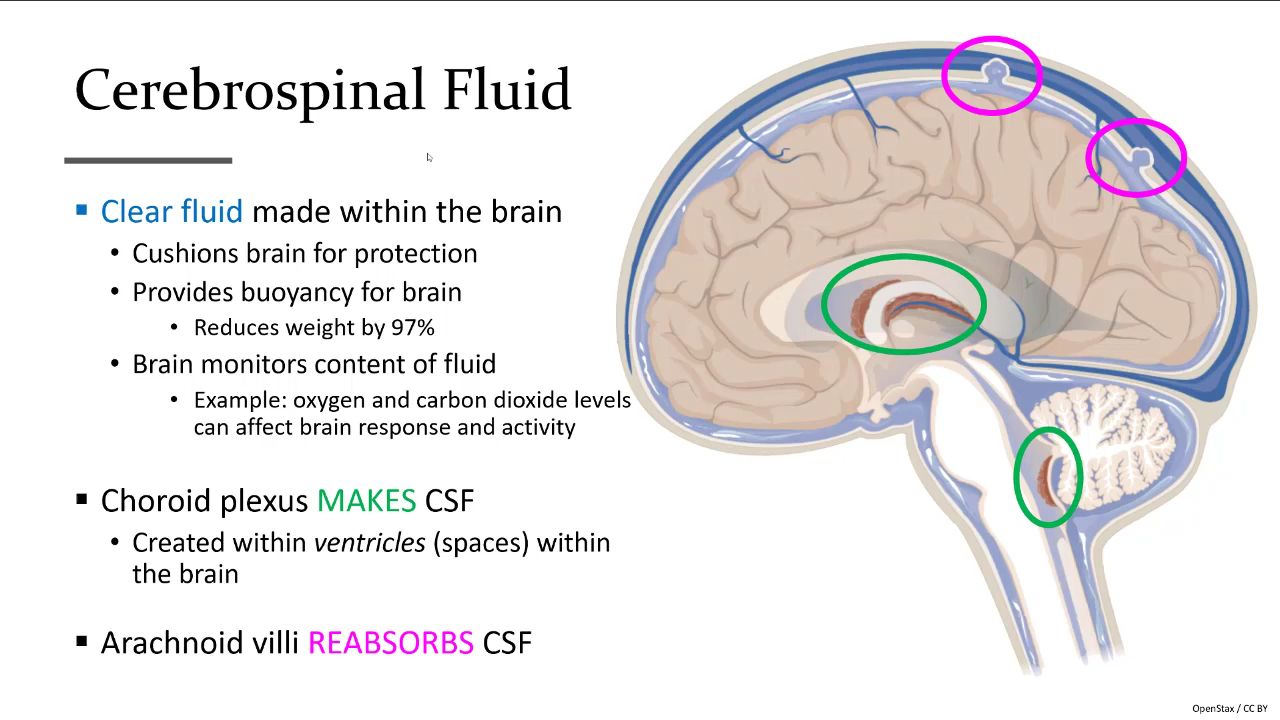 Cerebrospinal Fluid
▪ Clear fluid made within the brain
• Cushions brain for protection
• Provides buoyancy for brain
• Reduces weight by 97%
• Brain monitors content of fluid
• Example: oxygen and carbon dioxide levels
can affect brain response and activity
▪ Choroid plexus MAKES CSF
• Created within ventricles (spaces) within
the brain
▪ Arachnoid villi REABSORBS CSF
OpenStax / CC BY